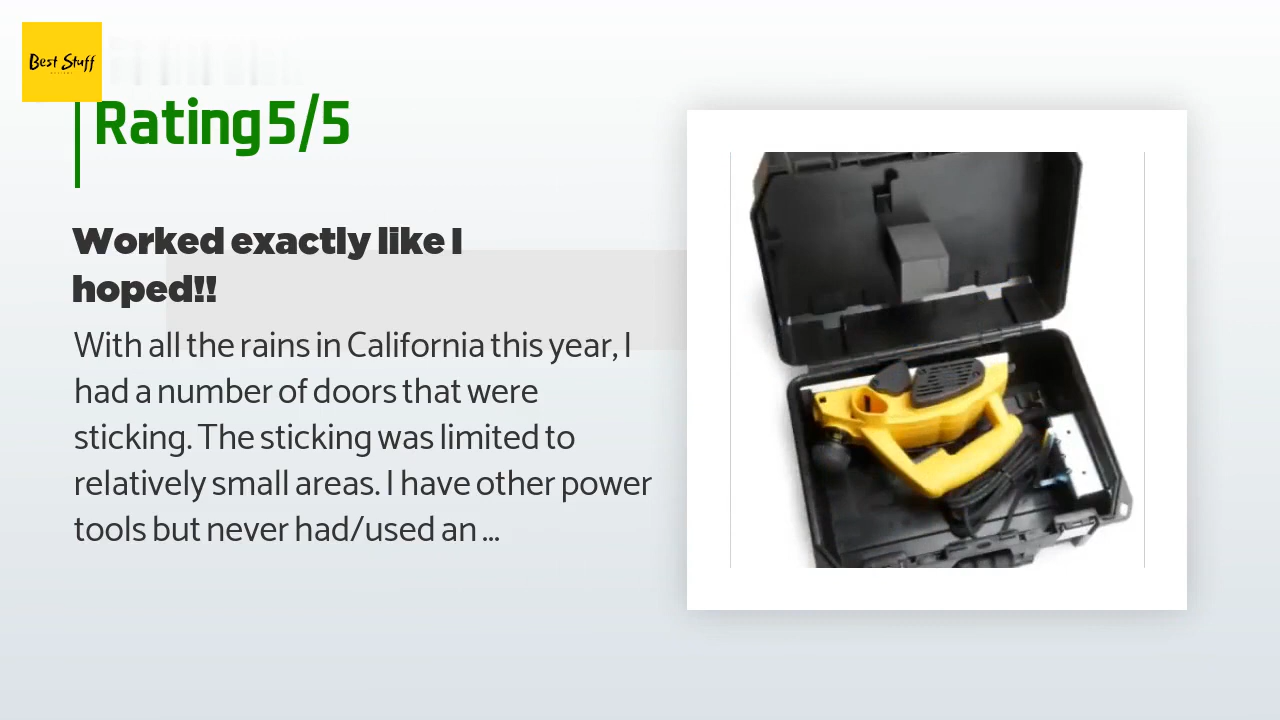 Best Stuff
Rating 5/5
Worked exactly like I
hoped!!
With all the rains in California this year, I
had a number of doors that were
sticking. The sticking was limited to
relatively small areas. I have other power
tools but never had/used an ...